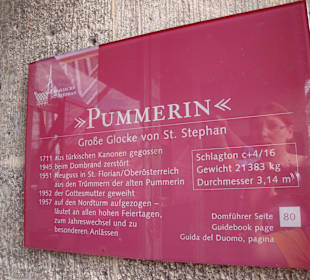 »PUMMERIN«
Große Glocke von St. Stephan
1711 Aus türkischen Kanonen gegossen
1945 beim Dombrand zerstört
1951 Neuguss in St. Florian/Oberösterreich
aus den Trümmern der alten Pummerin
1952 der Gottesmutter geweiht
1957 auf den Nordturm aufgezogen –
läutet an allen hohen Feiertagen,
zum Jahreswechsel und zu
besonderen Anlässen
Schlagton c+4/16
Gewicht 21383 kg
Durchmesser 3,14 m
Domführer Seite 80
Guidebook page
Guida del Duomo, pagina